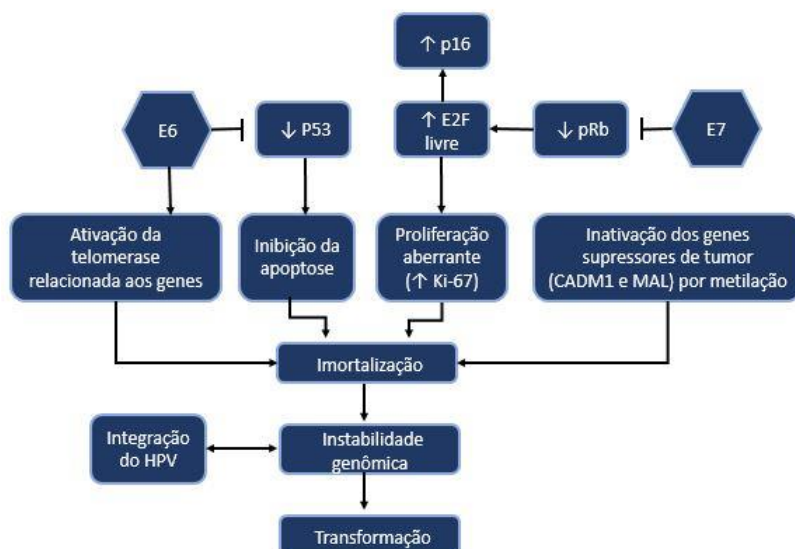 ↑ p16
E6
↓ P53
↑ E2F
livre
↓ pRb
E7
Ativação da
telomerase
relacionada aos genes
Inibição da
apoptose
Proliferação
aberrante
(↑ Ki-67)
Inativação dos genes
supressores de tumor
(CADM1 e MAL) por metilação
Imortalização
Integração
do HPV
Instabilidade
genômica
Transformação